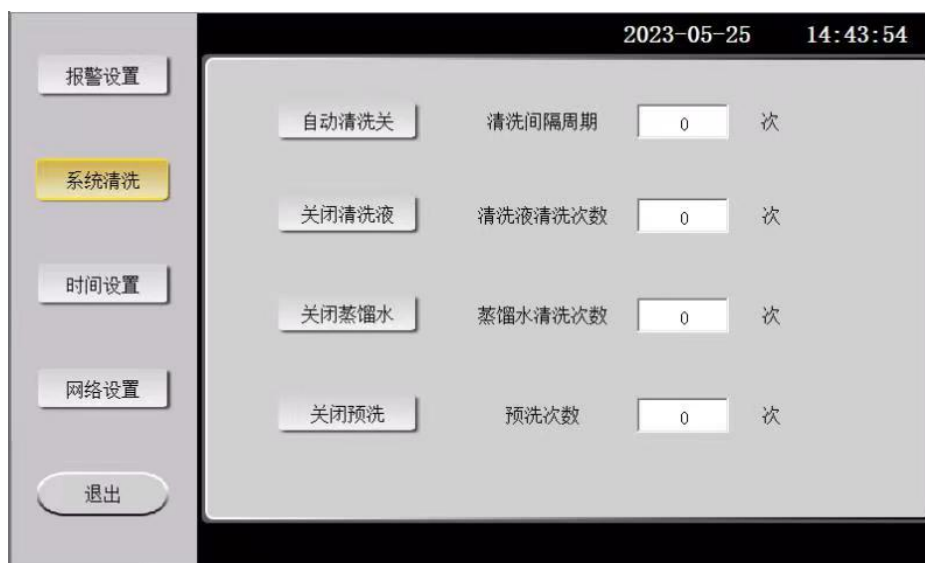 2023-05-25 14:43:54
报警设置
系统清洗
时间设置
网络设置
退出
自动清洗关 清洗间隔周期 0 次
关闭清洗液 清洗液清洗次数 0 次
关闭蒸馏水 蒸馏水清洗次数 0 次
关闭预洗 预洗次数 0 次